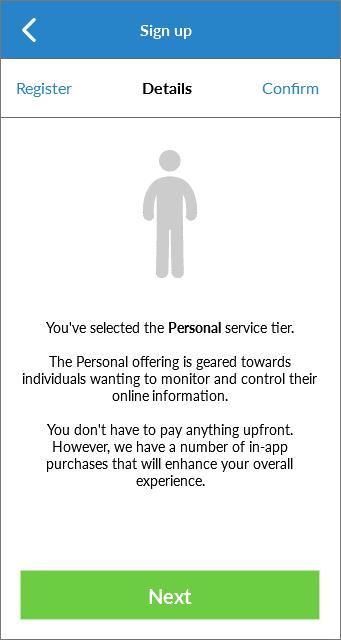 Sign up
Register Details Confirm
You've selected the Personal service tier.
The Personal offering is geared towards
individuals wanting to monitor and control their
online information.
You don't have to pay anything upfront.
However, we have a number of in-app
purchases that will enhance your overall
experience.
Next